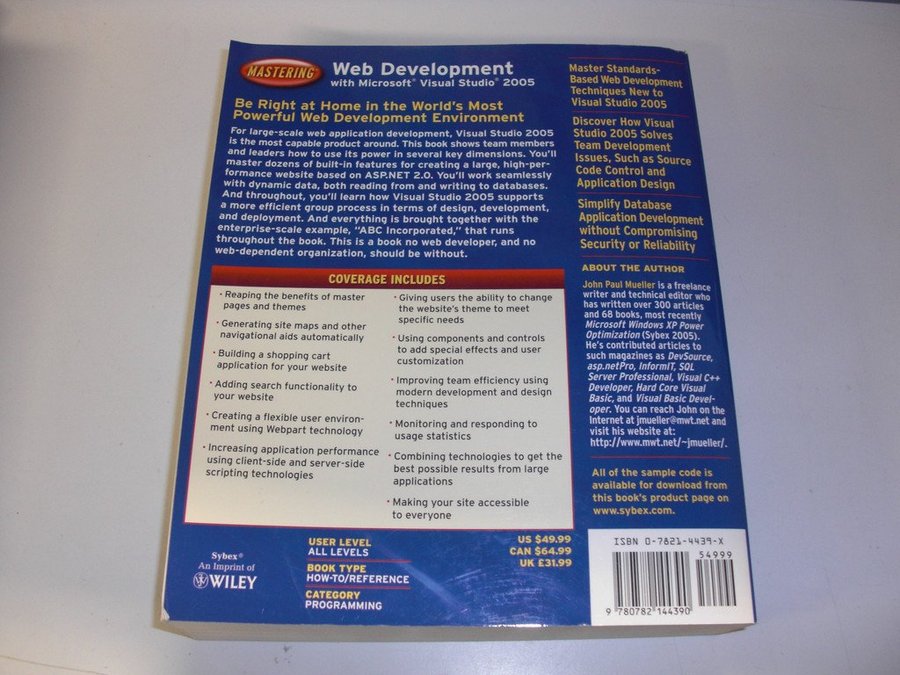 MASTERING™
Web Development
with Microsoft® Visual Studio® 2005
Be Right at Home in the World's Most
Powerful Web Development Environment
For large-scale web application development, Visual Studio 2005
is the most capable product around. This book shows team members
and leaders how to use its power in several key dimensions. You'll
master dozens of built-in features for creating a large, high-per-
formance website based on ASP.NET 2.0. You'll work seamlessly
with dynamic data, both reading from and writing to databases.
And throughout, you'll learn how Visual Studio 2005 supports
a more efficient group process in terms of design, development,
and deployment. And everything is brought together with the
enterprise-scale example, "ABC Incorporated," that runs
throughout the book. This is a book no web developer, and no
web-dependent organization, should be without.
COVERAGE INCLUDES
· Reaping the benefits of master
pages and themes
· Generating site maps and other
navigational aids automatically
· Building a shopping cart
application for your website
· Adding search functionality to
your website
· Creating a flexible user environ-
ment using Webpart technology
· Increasing application performance
using client-side and server-side
scripting technologies
· Giving users the ability to change
the website's theme to meet
specific needs
· Using components and controls
to add special effects and user
customization
· Improving team efficiency using
modern development and design
techniques
· Monitoring and responding to
usage statistics
· Combining technologies to get the
best possible results from large
applications
· Making your site accessible
to everyone
Master Standards-
Based Web Development
Techniques New to
Visual Studio 2005
Discover How Visual
Studio 2005 Solves
Team Development
Issues, Such as Source
Code Control and
Application Design
Simplify Database
Application Development
without Compromising
Security or Reliability
ABOUT THE AUTHOR
John Paul Mueller is a freelance
writer and technical editor who
has written over 300 articles
and 68 books, most recently
Microsoft Windows XP Power
Optimization (Sybex 2005).
He's contributed articles to
such magazines as DevSource,
asp.netPro, InformIT, SQL
Server Professional, Visual C++
Developer, Hard Core Visual
Basic, and Visual Basic Devel-
oper. You can reach John on the
Internet at jmueller@mwt.net and
visit his website at:
http://www.mwt.net/~jmueller/.
All of the sample code is
available for download from
this book's product page on
www.sybex.com.
Sybex®
An Imprint of
WILEY
USER LEVEL
ALL LEVELS
BOOK TYPE
HOW-TO/REFERENCE
CATEGORY
PROGRAMMING
US $49.99
CAN $64.99
UK £31.99
ISBN 0-7821-4439-X
54999
9 780782 144390